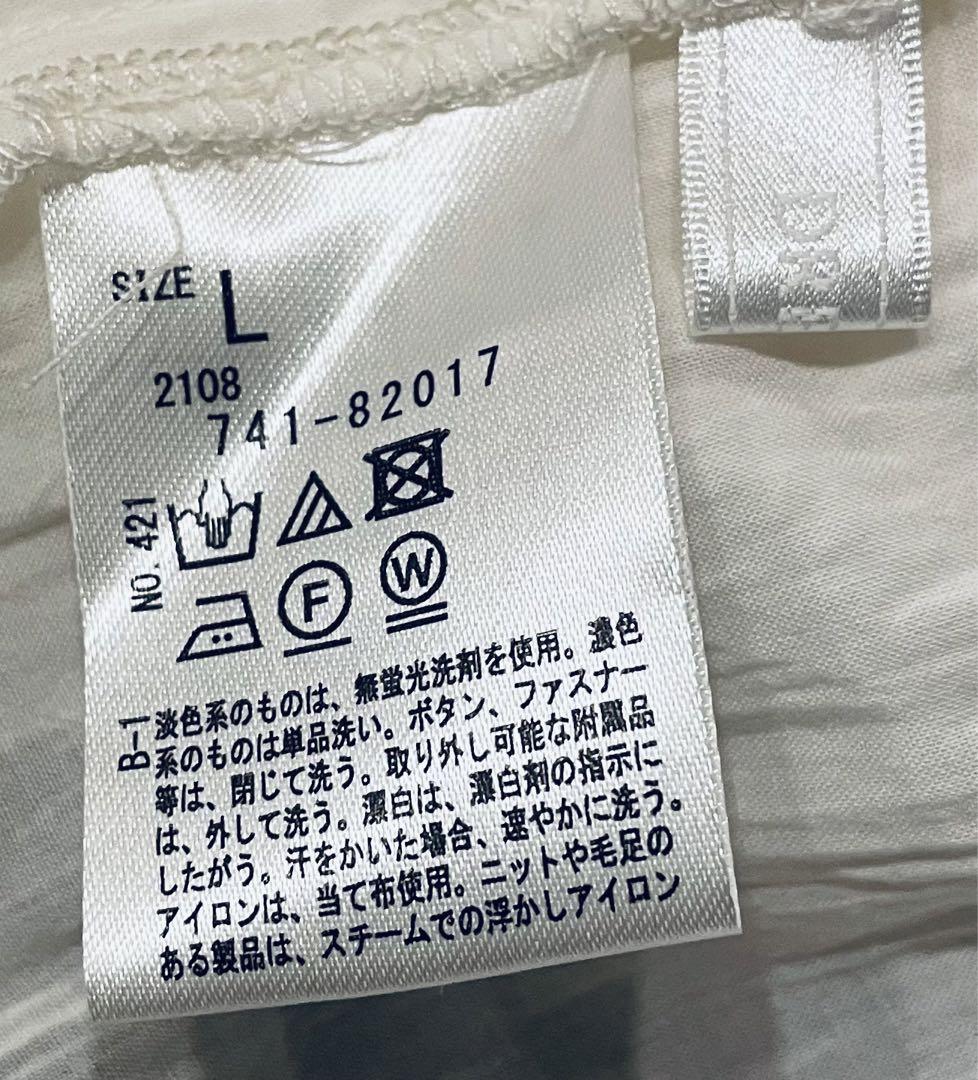 SIZE L
2108
741-82017
NO. 421
F
W
B-1
淡色系のものは、無蛍光洗剤を使用。濃色
系のものは単品洗い。ボタン、ファスナー
等は、閉じて洗う。取り外し可能な附属品
は、外して洗う。漂白は、漂白剤の指示に
したがう。汗をかいた場合、速やかに洗う。
アイロンは、当て布使用。ニットや毛足の
ある製品は、スチームでの浮かしアイロン